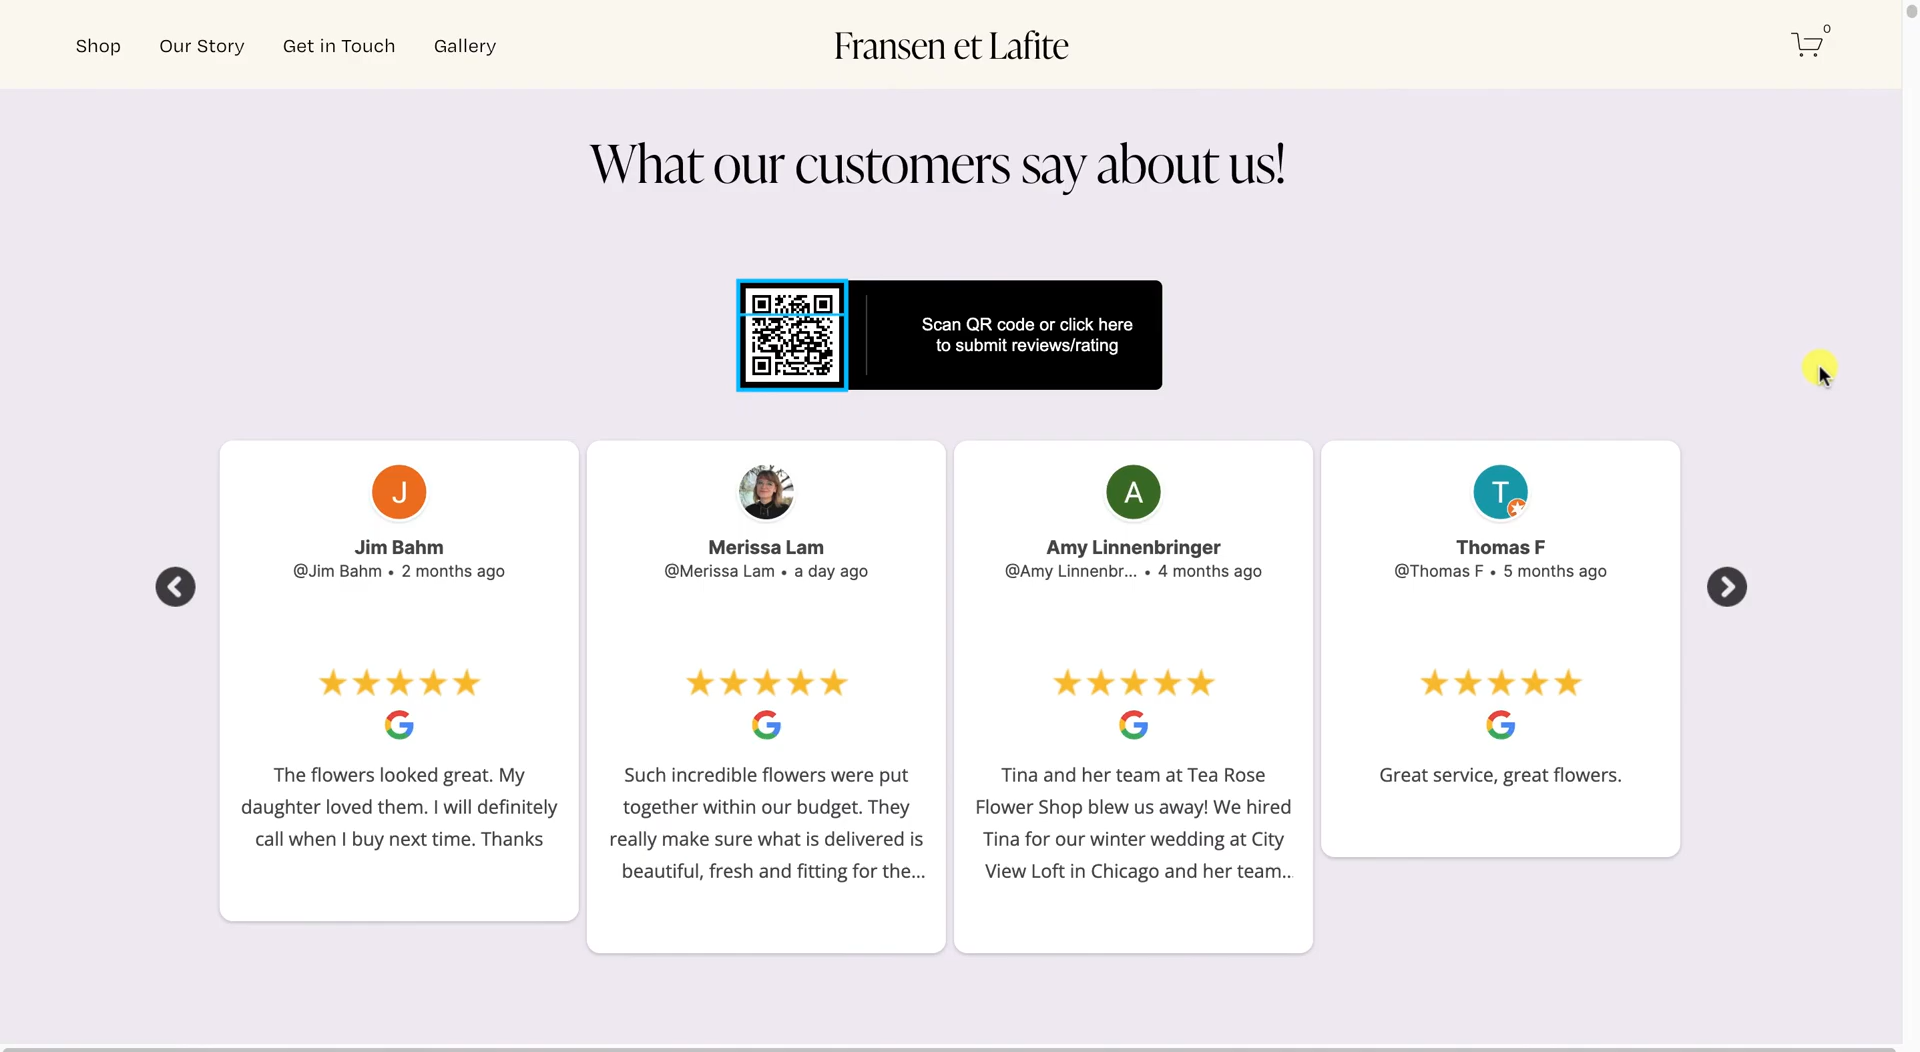 Shop Our Story Get in Touch Gallery Fransen et Lafite 0
What our customers say about us!
Scan QR code or click here
to submit reviews/rating
J
Jim Bahm
@Jim Bahm • 2 months ago
The flowers looked great. My
daughter loved them. I will definitely
call when I buy next time. Thanks
Merissa Lam
@Merissa Lam • a day ago
Such incredible flowers were put
together within our budget. They
really make sure what is delivered is
beautiful, fresh and fitting for the...
A
Amy Linnenbringer
@Amy Linnenbr... • 4 months ago
Tina and her team at Tea Rose
Flower Shop blew us away! We hired
Tina for our winter wedding at City
View Loft in Chicago and her team..
T
Thomas F
@Thomas F • 5 months ago
Great service, great flowers.